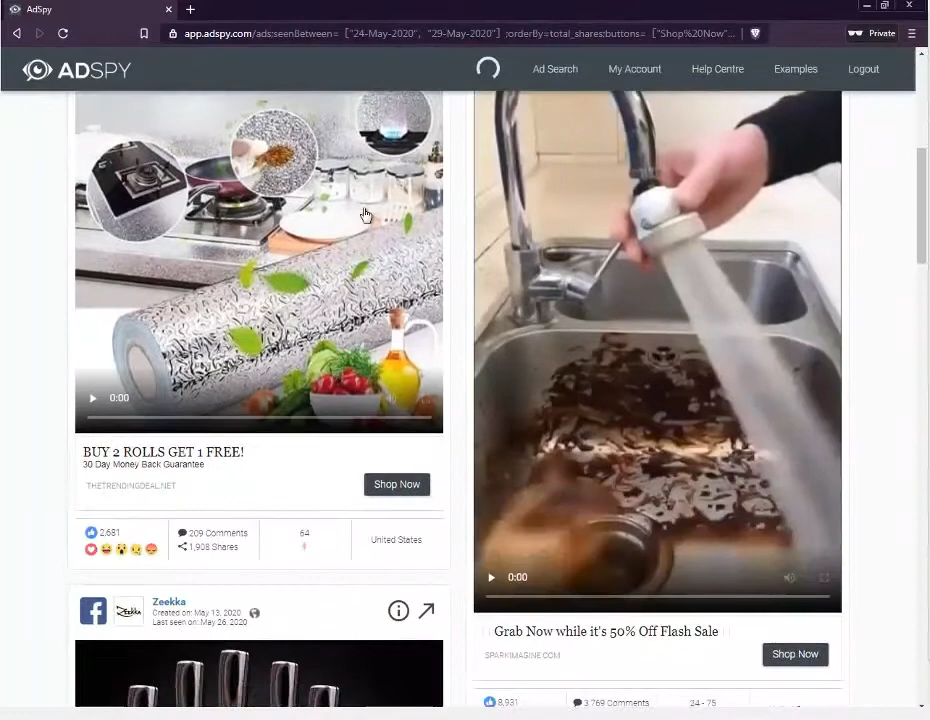 AdSpy
app.adspy.com/ads;seenBetween= ["24-May-2020", "29-May-2020"] ;orderBy=total_shares;buttons= ["Shop%20Now"...
Private
ADSPY
Ad Search
My Account
Help Centre
Examples
Logout
0:00
BUY 2 ROLLS GET 1 FREE!
30 Day Money Back Guarantee
THETRENDINGDEAL.NET
Shop Now
2,681
209 Comments
1,908 Shares
64
United States
Zeekka
Created on: May 13, 2020
Last seen on: May 26, 2020
0:00
Grab Now while it's 50% Off Flash Sale
SPARKIMAGINE.COM
Shop Now
8,931
3,769 Comments
24 - 75